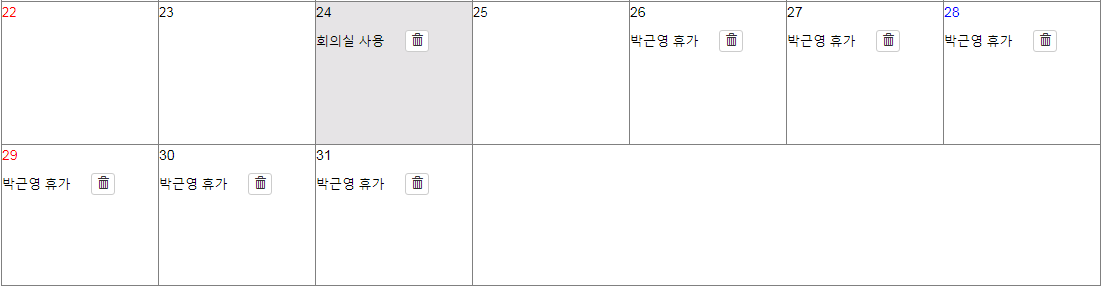 22 23 24 25 26 27 28
회의실 사용 박근영 휴가 박근영 휴가 박근영 휴가
29 30 31
박근영 휴가 박근영 휴가 박근영 휴가